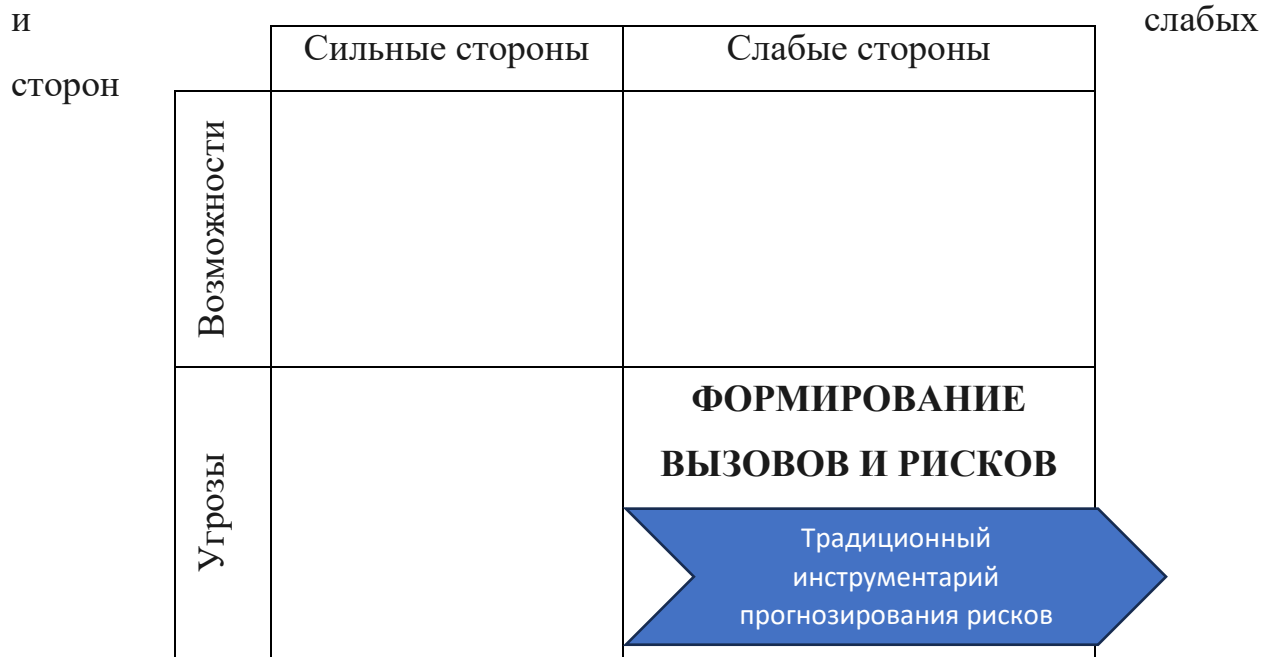 и слабых
сторон
Сильные стороны
Слабые стороны
Возможности
Угрозы
ФОРМИРОВАНИЕ
ВЫЗОВОВ И РИСКОВ
Традиционный
инструментарий
прогнозирования рисков